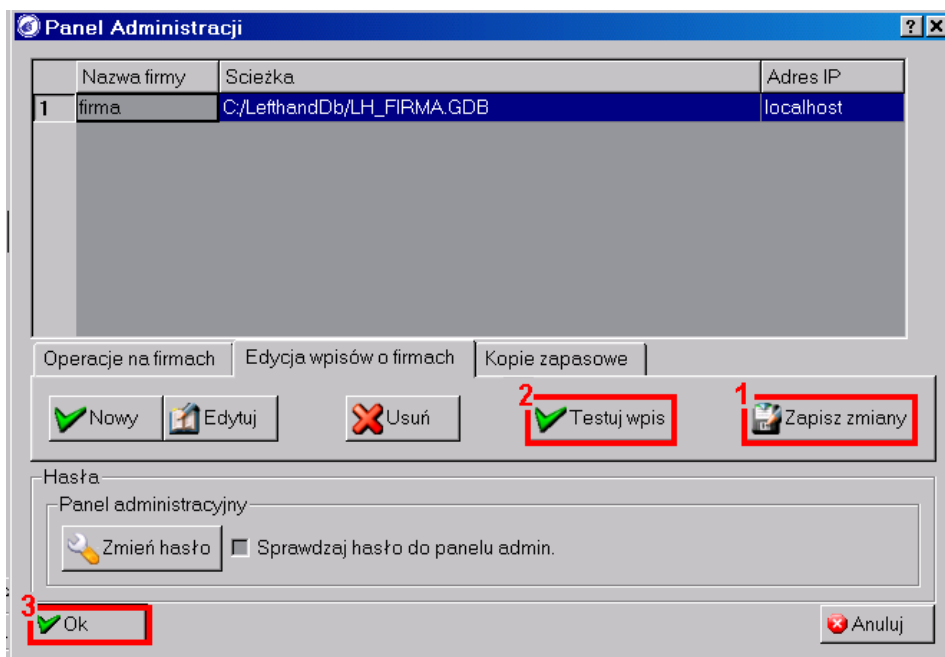 Panel Administracji
Nazwa firmy Scieżka Adres IP
1 firma C:/LefthandDb/LH_FIRMA.GDB localhost
Operacje na firmach Edycja wpisów o firmach Kopie zapasowe
2 1
Nowy Edytuj Usuń Testuj wpis Zapisz zmiany
Hasła
Panel administracyjny
Zmień hasło Sprawdzaj hasło do panelu admin.
3
Ok Anuluj